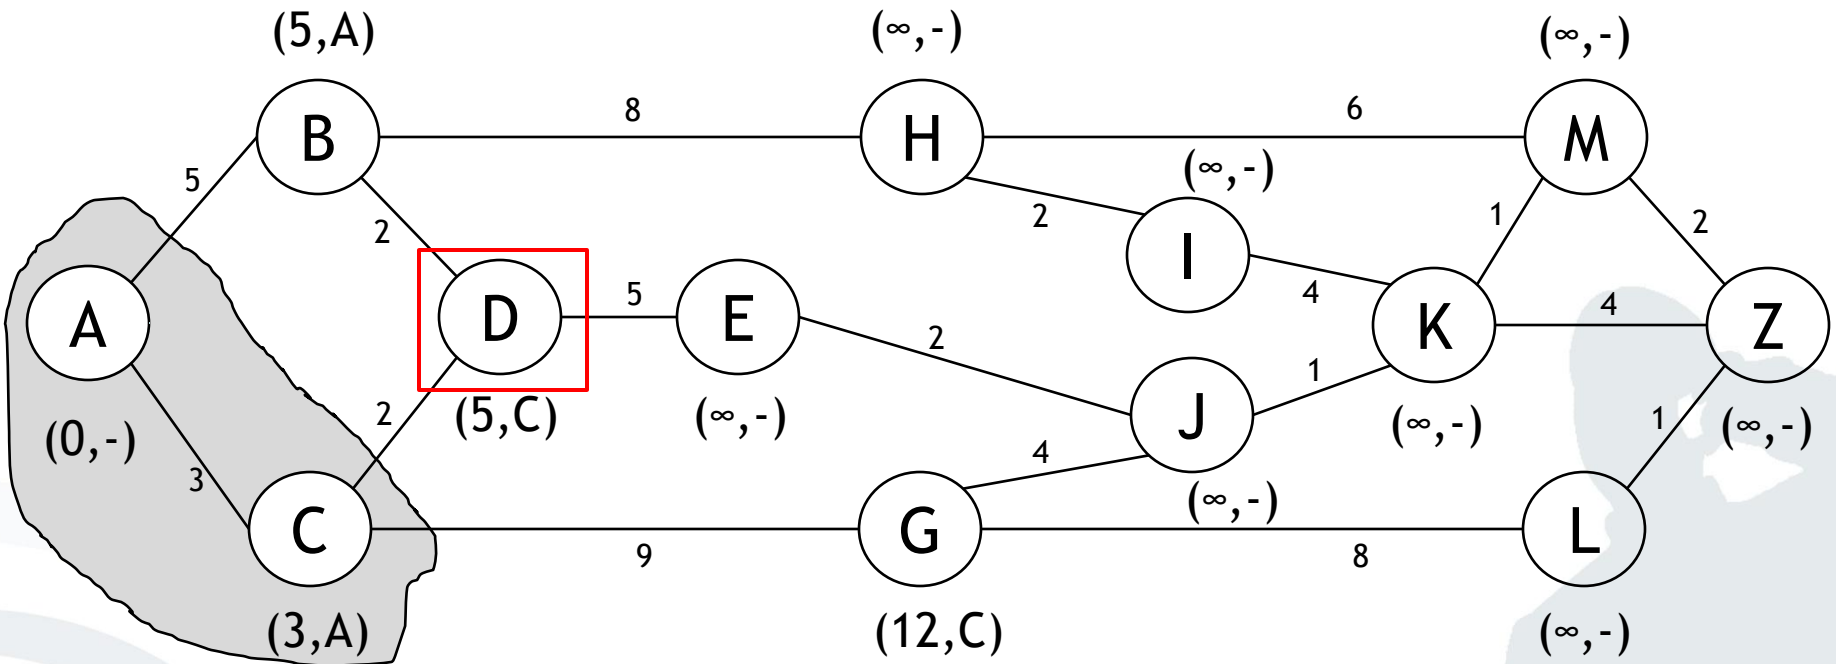 (5,A)
(∞,-)
(∞,-)
B
8
H
6
M
5
(∞,-)
2
2
1
2
I
A
D
5
E
4
K
4
Z
2
1
(0,-)
3
2
(5,C)
(∞,-)
J
(∞,-)
1
(∞,-)
4
(∞,-)
C
9
G
8
L
(3,A)
(12,C)
(∞,-)